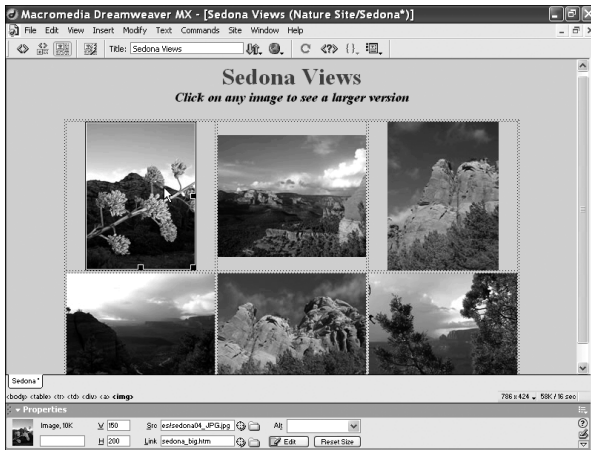 Macromedia Dreamweaver MX - [Sedona Views (Nature Site/Sedona*)]
File Edit View Insert Modify Text Commands Site Window Help
Title: Sedona Views
Sedona Views
Click on any image to see a larger version
Sedona*
<body> <table> <tr> <td> <div> <a> <img>
786 x 424 58K / 16 sec
Properties
Image, 10K W 150 Src es/sedona04_JPG.jpg Alt
H 200 Link sedona_big.htm Edit Reset Size